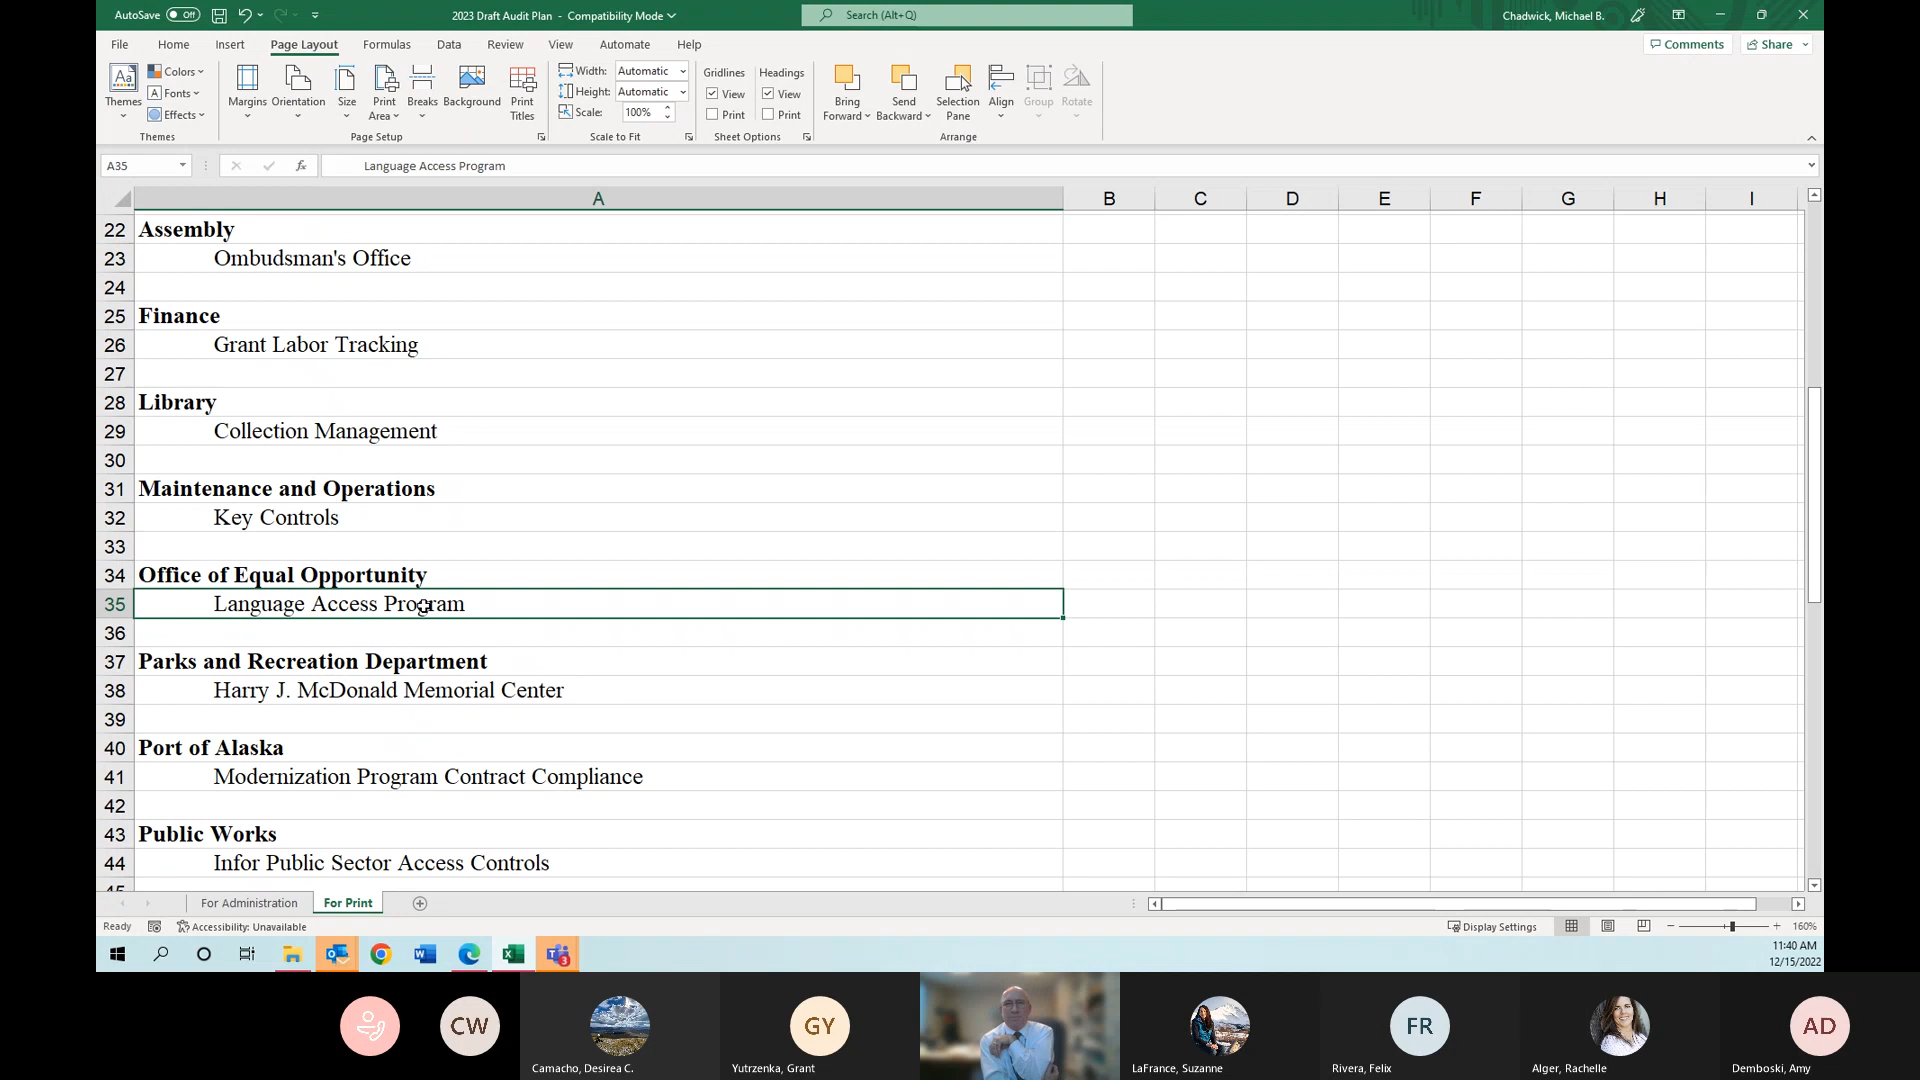 AutoSave Off 2023 Draft Audit Plan - Compatibility Mode Search (Alt+Q) Chadwick, Michael B.
File Home Insert Page Layout Formulas Data Review View Automate Help Comments Share
Themes Colors Fonts Effects Margins Orientation Size Print Area Breaks Background Print Titles Width: Automatic Height: Automatic Scale: 100% Gridlines View Print Headings View Print Bring Forward Send Backward Selection Pane Align Group Rotate
Themes Page Setup Scale to Fit Sheet Options Arrange
A35 fx Language Access Program
A B C D E F G H I
22 Assembly
23 Ombudsman's Office
24
25 Finance
26 Grant Labor Tracking
27
28 Library
29 Collection Management
30
31 Maintenance and Operations
32 Key Controls
33
34 Office of Equal Opportunity
35 Language Access Program
36
37 Parks and Recreation Department
38 Harry J. McDonald Memorial Center
39
40 Port of Alaska
41 Modernization Program Contract Compliance
42
43 Public Works
44 Infor Public Sector Access Controls
45
For Administration For Print
Ready Accessibility: Unavailable Display Settings 160%
3 11:40 AM
12/15/2022
CW GY FR AD
Camacho, Desirea C. Yutrzenka, Grant LaFrance, Suzanne Rivera, Felix Alger, Rachelle Demboski, Amy